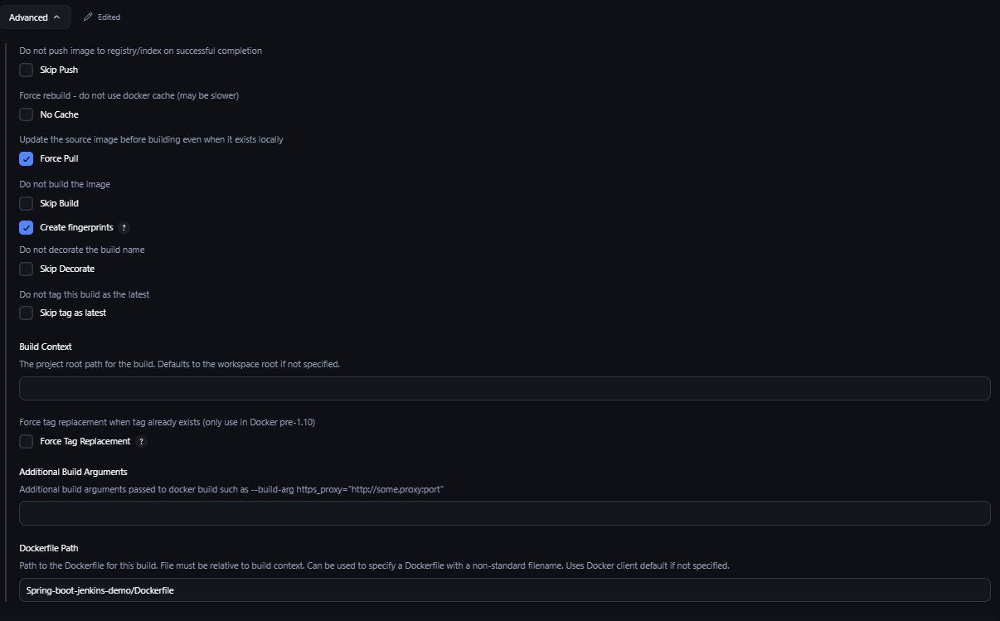 Advanced
Edited
Do not push image to registry/index on successful completion
Skip Push
Force rebuild - do not use docker cache (may be slower)
No Cache
Update the source image before building even when it exists locally
Force Pull
Do not build the image
Skip Build
Create fingerprints ?
Do not decorate the build name
Skip Decorate
Do not tag this build as the latest
Skip tag as latest
Build Context
The project root path for the build. Defaults to the workspace root if not specified.
Force tag replacement when tag already exists (only use in Docker pre-1.10)
Force Tag Replacement ?
Additional Build Arguments
Additional build arguments passed to docker build such as --build-arg https_proxy="http://some.proxy:port"
Dockerfile Path
Path to the Dockerfile for this build. File must be relative to build context. Can be used to specify a Dockerfile with a non-standard filename. Uses Docker client default if not specified.
Spring-boot-jenkins-demo/Dockerfile